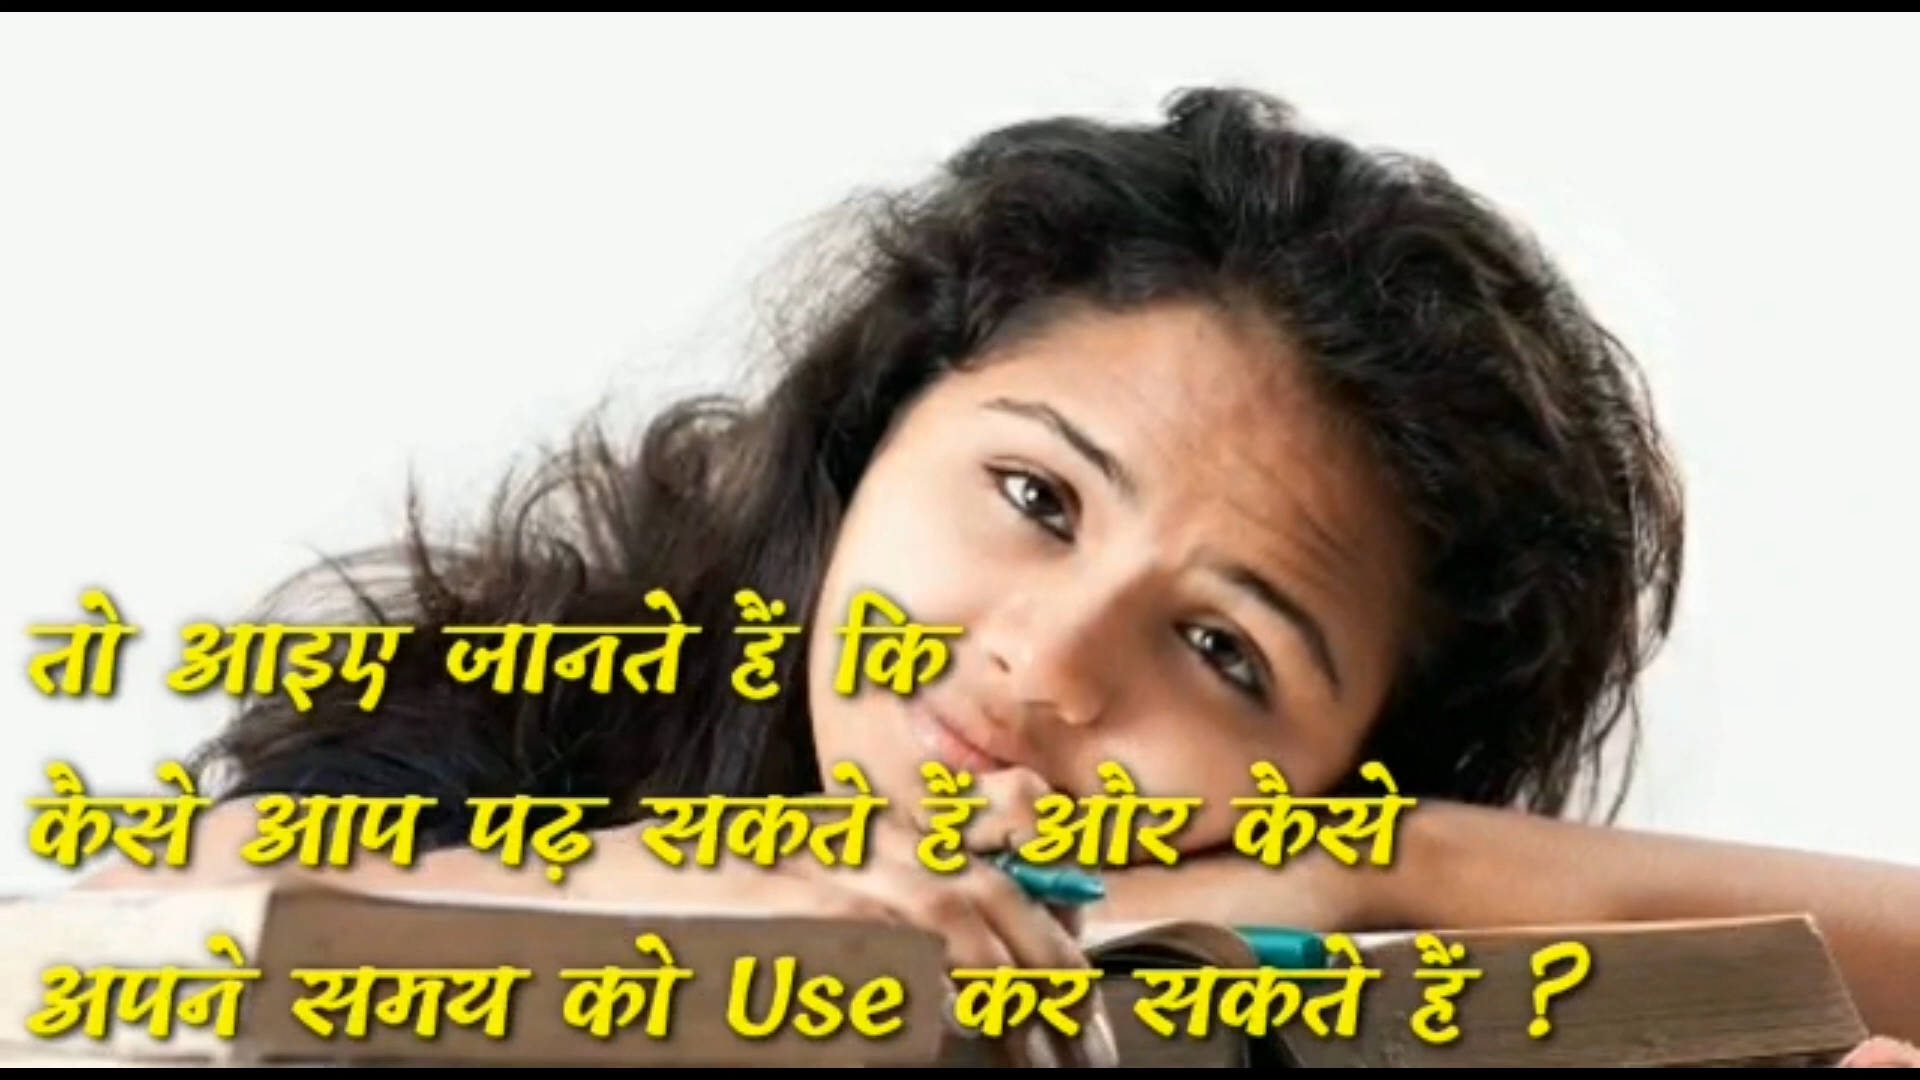 तो आइए जानते हैं कि
कैसे आप पढ़ सकते हैं और कैसे
अपने समय को Use कर सकते हैं ?